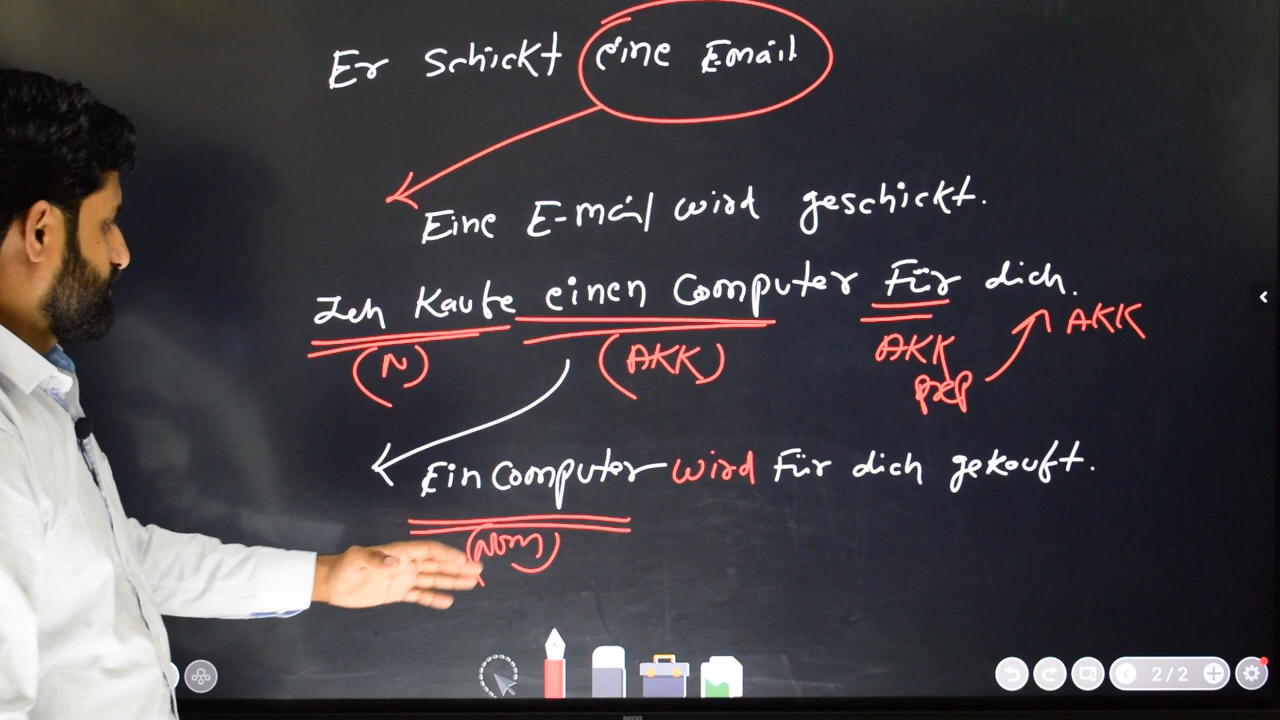 Er schickt eine Email
Eine E-mail wird geschickt.
Ich kaufe einen Computer Für dich.
(N) (AKK) AKK AKK
PRP
Ein Computer wird Für dich gekauft.
(Nom)
2/2